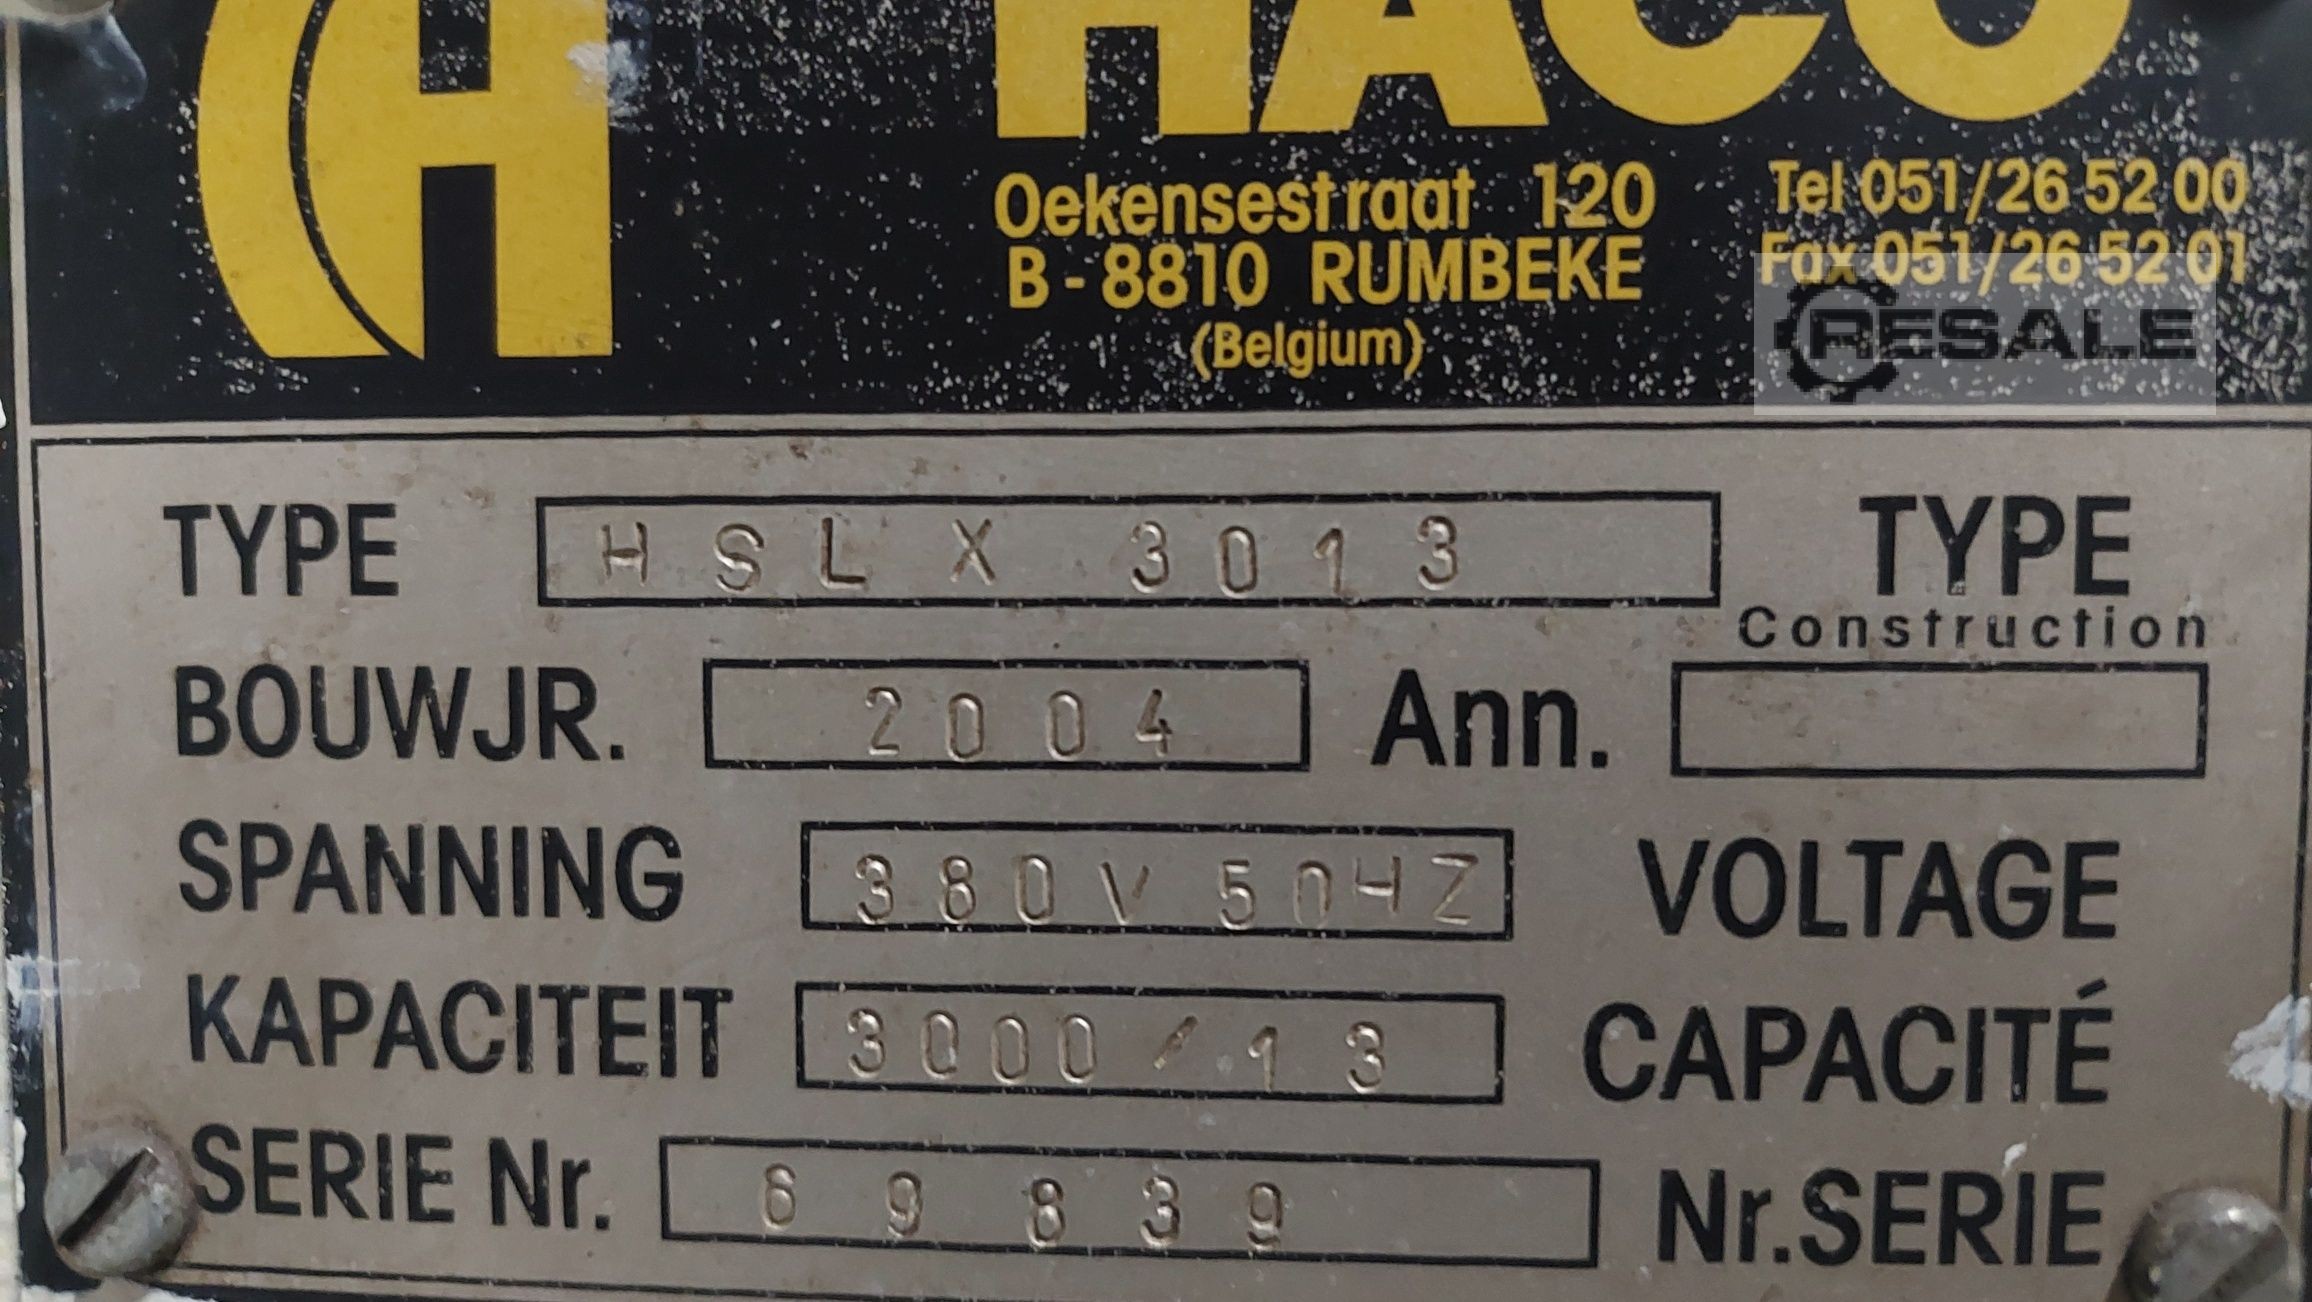 H HACO
Oekensestraat 120 Tel 051/26 52 00
B-8810 RUMBEKE Fax 051/26 52 01
(Belgium)
RESALE
TYPE HSLX 3013 TYPE
Construction
BOUWJR. 2004 Ann.
SPANNING 380V 50HZ VOLTAGE
KAPACITEIT 3000/13 CAPACITÉ
SERIE Nr. 69839 Nr.SERIE